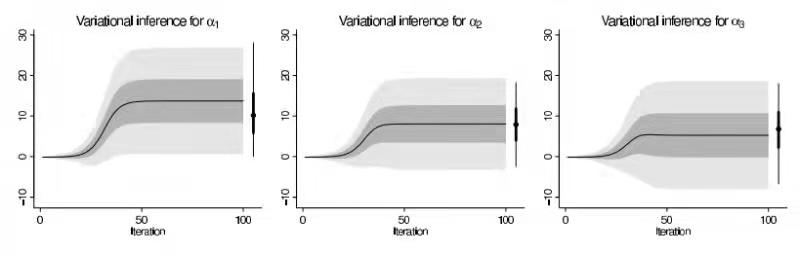 Variational inference for α1
Variational inference for α2
Variational inference for α3
30
20
10
0
−10
30
20
10
0
−10
30
20
10
0
−10
0 50 100
0 50 100
0 50 100
Iteration
Iteration
Iteration